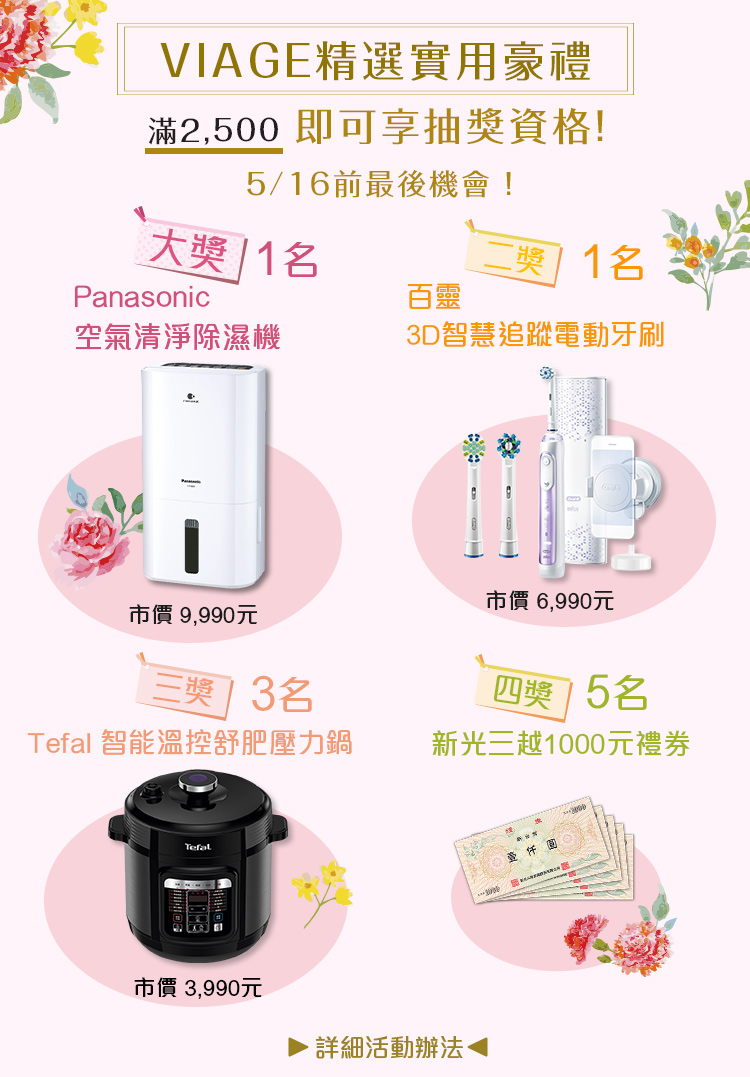 VIAGE精選實用豪禮
滿2,500 即可享抽獎資格!
5/16前最後機會！
大獎 1名
Panasonic
空氣清淨除濕機
Panasonic
市價 9,990元
二獎 1名
百靈
3D智慧追蹤電動牙刷
市價 6,990元
三獎 3名
Tefal 智能溫控舒肥壓力鍋
Tefal
市價 3,990元
四獎 5名
新光三越1000元禮券
壹仟圓
▶詳細活動辦法◀